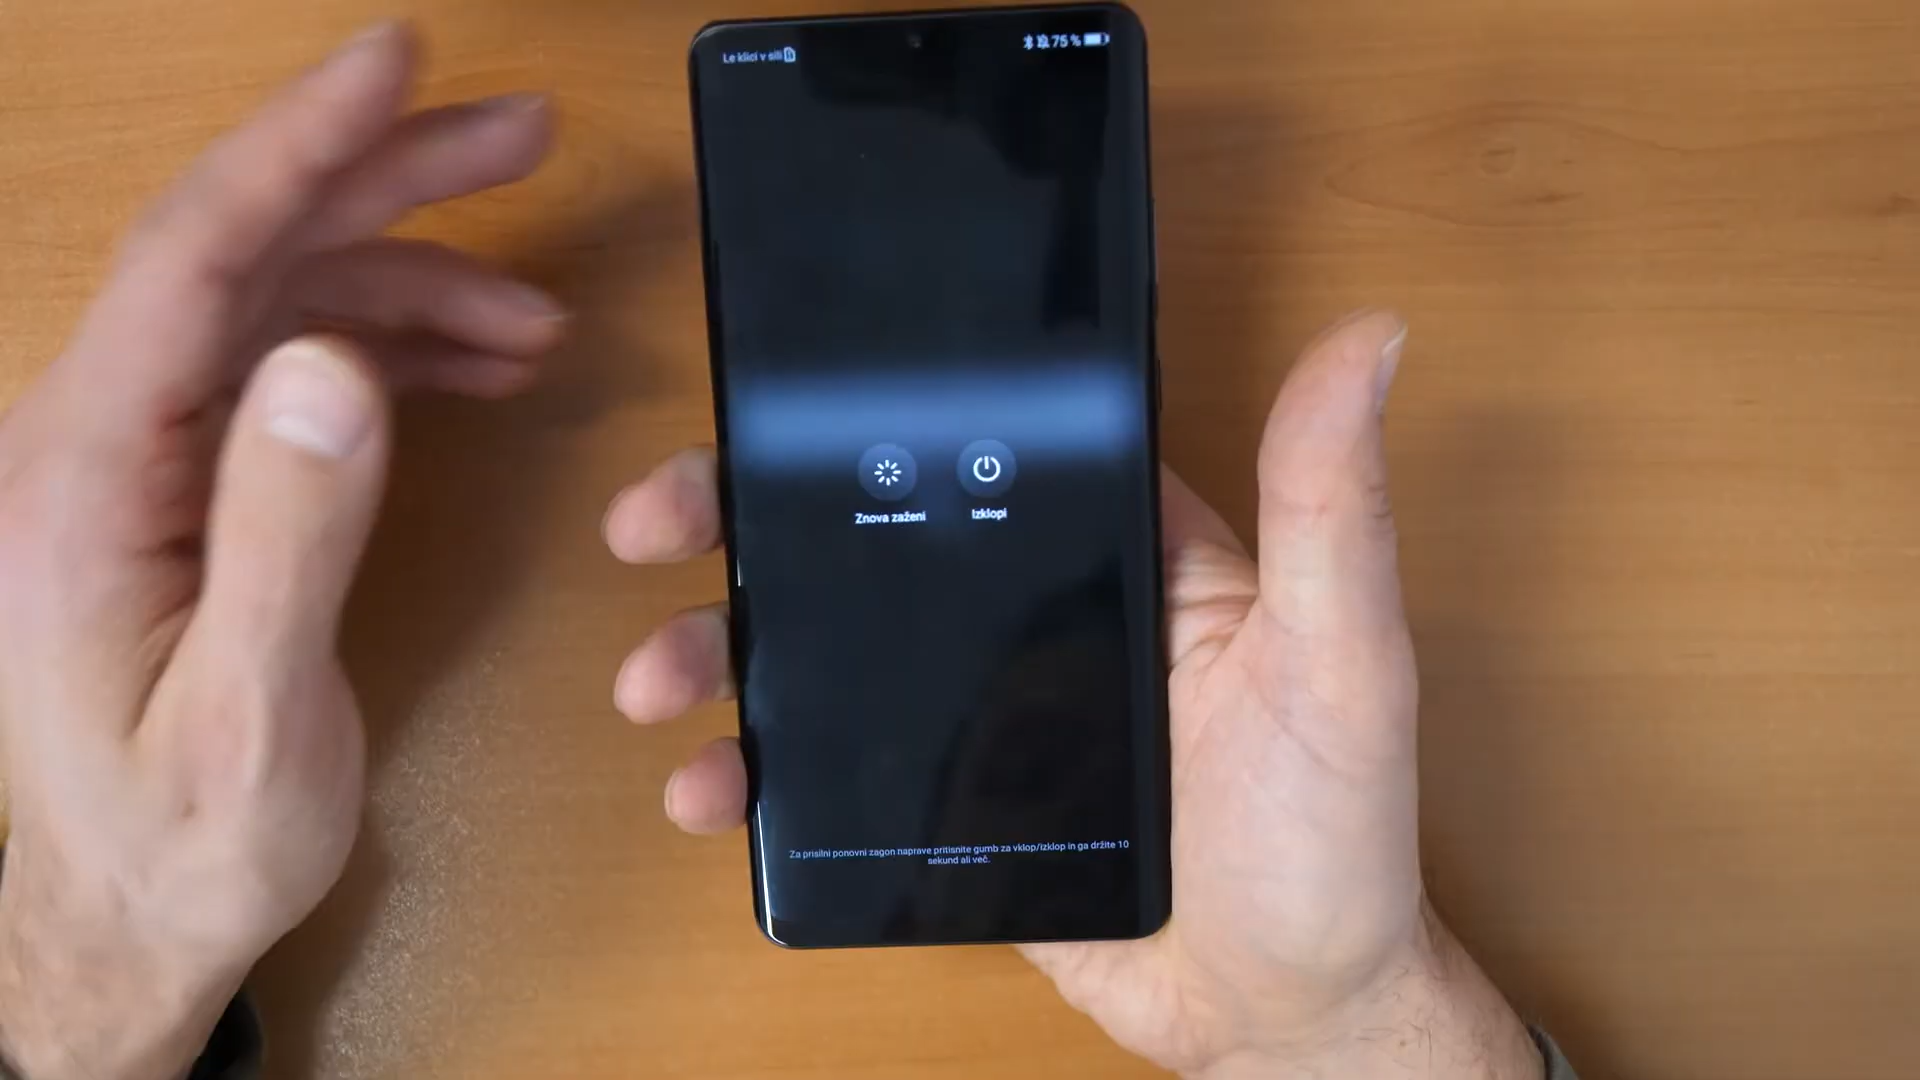 Le klici v sili
75 %
Znova zaženi
Izklopi
Za prisilni ponovni zagon naprave pritisnite gumb za vklop/izklop in ga držite 10
sekund ali več.